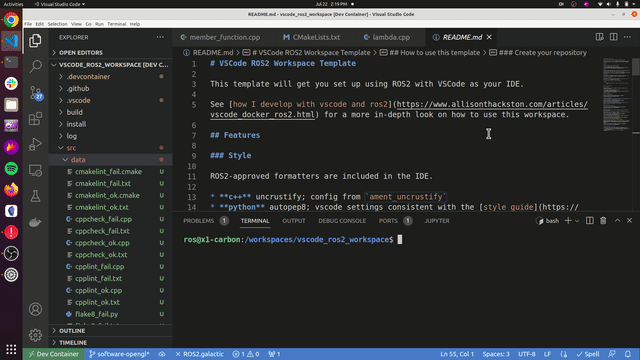 Activities
Visual Studio Code
Jul 22 2:19 PM
README.md - vscode_ros2_workspace [Dev Container] - Visual Studio Code
File Edit Selection View Go Run Terminal Help
EXPLORER
OPEN EDITORS
VSCODE_ROS2_WORKSPACE [DEV C...
.devcontainer
.github
.vscode
build
install
log
src
data
cmakelint_fail.cmake U
cmakelint_fail.txt U
cmakelint_ok.cmake U
cmakelint_ok.txt U
cppcheck_fail.cpp U
cppcheck_fail.txt U
cppcheck_ok.cpp U
cppcheck_ok.txt U
cpplint_fail.cpp U
cpplint_fail.txt U
cpplint_ok.cpp U
cpplint_ok.txt U
flake8_fail.py U
OUTLINE
TIMELINE
member_function.cpp
CMakeLists.txt
lambda.cpp
README.md
README.md > # VSCode ROS2 Workspace Template > ## How to use this template > ### Create your repository
1 # VSCode ROS2 Workspace Template
2
3 This template will get you set up using ROS2 with VSCode as your IDE.
4
5 See [how I develop with vscode and ros2](https://www.allisonthackston.com/articles/
vscode_docker_ros2.html) for a more in-depth look on how to use this workspace.
6
7 ## Features
8
9 ### Style
10
11 ROS2-approved formatters are included in the IDE.
12
13 * **c++** uncrustify; config from `ament_uncrustify`
14 * **python** autopep8; vscode settings consistent with the [style guide](https://
PROBLEMS 1 TERMINAL OUTPUT DEBUG CONSOLE PORTS 1 JUPYTER
bash
ros@x1-carbon:/workspaces/vscode_ros2_workspace$
Dev Container software-opengl* ROS2.galactic 1 0 1
Ln 55, Col 1 Spaces: 3 UTF-8 LF Spell